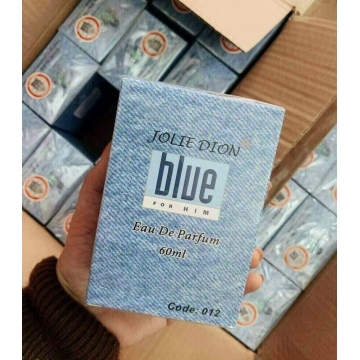 JOLIE DION
blue
FOR HIM
Eau De Parfum
60ml
Code: 012